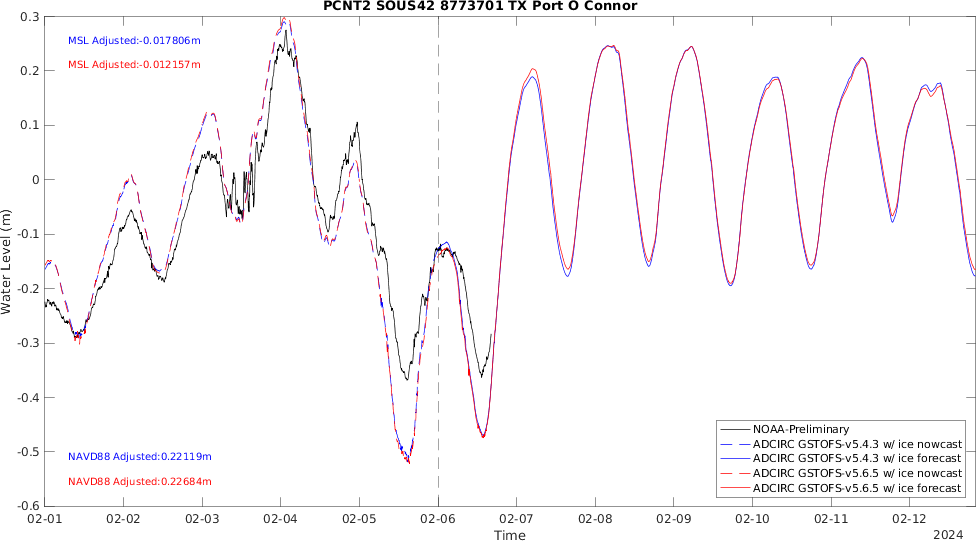 PCNT2 SOUS42 8773701 TX Port O Connor
0.3
MSL Adjusted:-0.017806m
MSL Adjusted:-0.012157m
0.2
0.1
0
-0.1
-0.2
-0.3
-0.4
-0.5
-0.6
Water Level (m)
NAVD88 Adjusted:0.22119m
NAVD88 Adjusted:0.22684m
NOAA-Preliminary
ADCIRC GSTOFS-v5.4.3 w/ ice nowcast
ADCIRC GSTOFS-v5.4.3 w/ ice forecast
ADCIRC GSTOFS-v5.6.5 w/ ice nowcast
ADCIRC GSTOFS-v5.6.5 w/ ice forecast
02-01 02-02 02-03 02-04 02-05 02-06 02-07 02-08 02-09 02-10 02-11 02-12
Time
2024